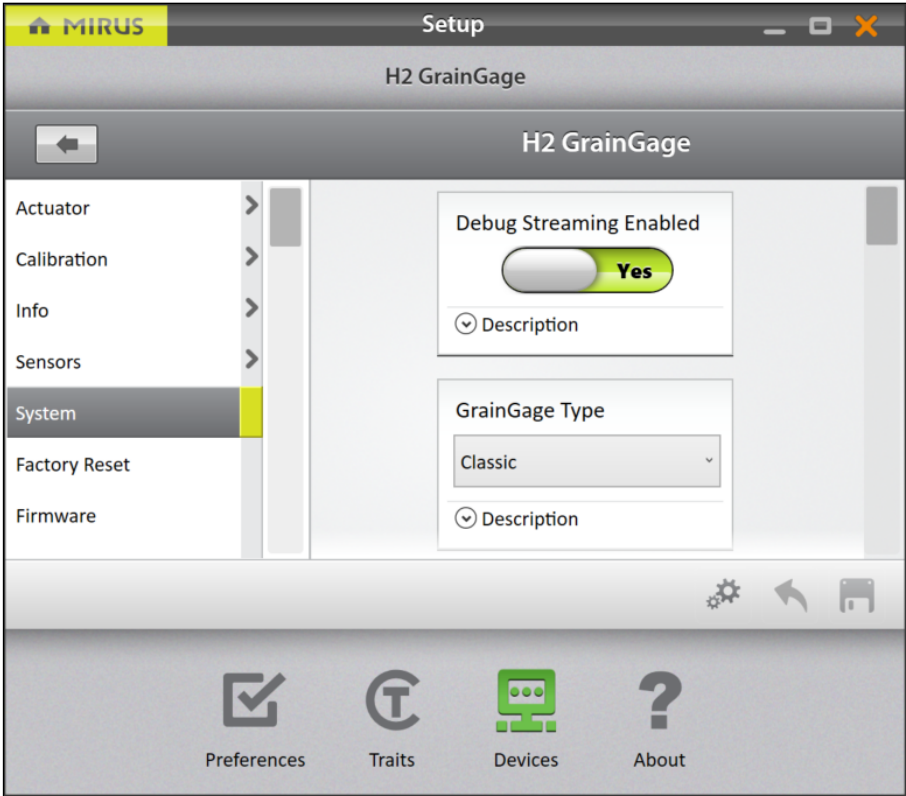 MIRUS
Setup
H2 GrainGage
H2 GrainGage
Actuator
Calibration
Info
Sensors
System
Factory Reset
Firmware
Debug Streaming Enabled
Yes
Description
GrainGage Type
Classic
Description
Preferences
Traits
Devices
About